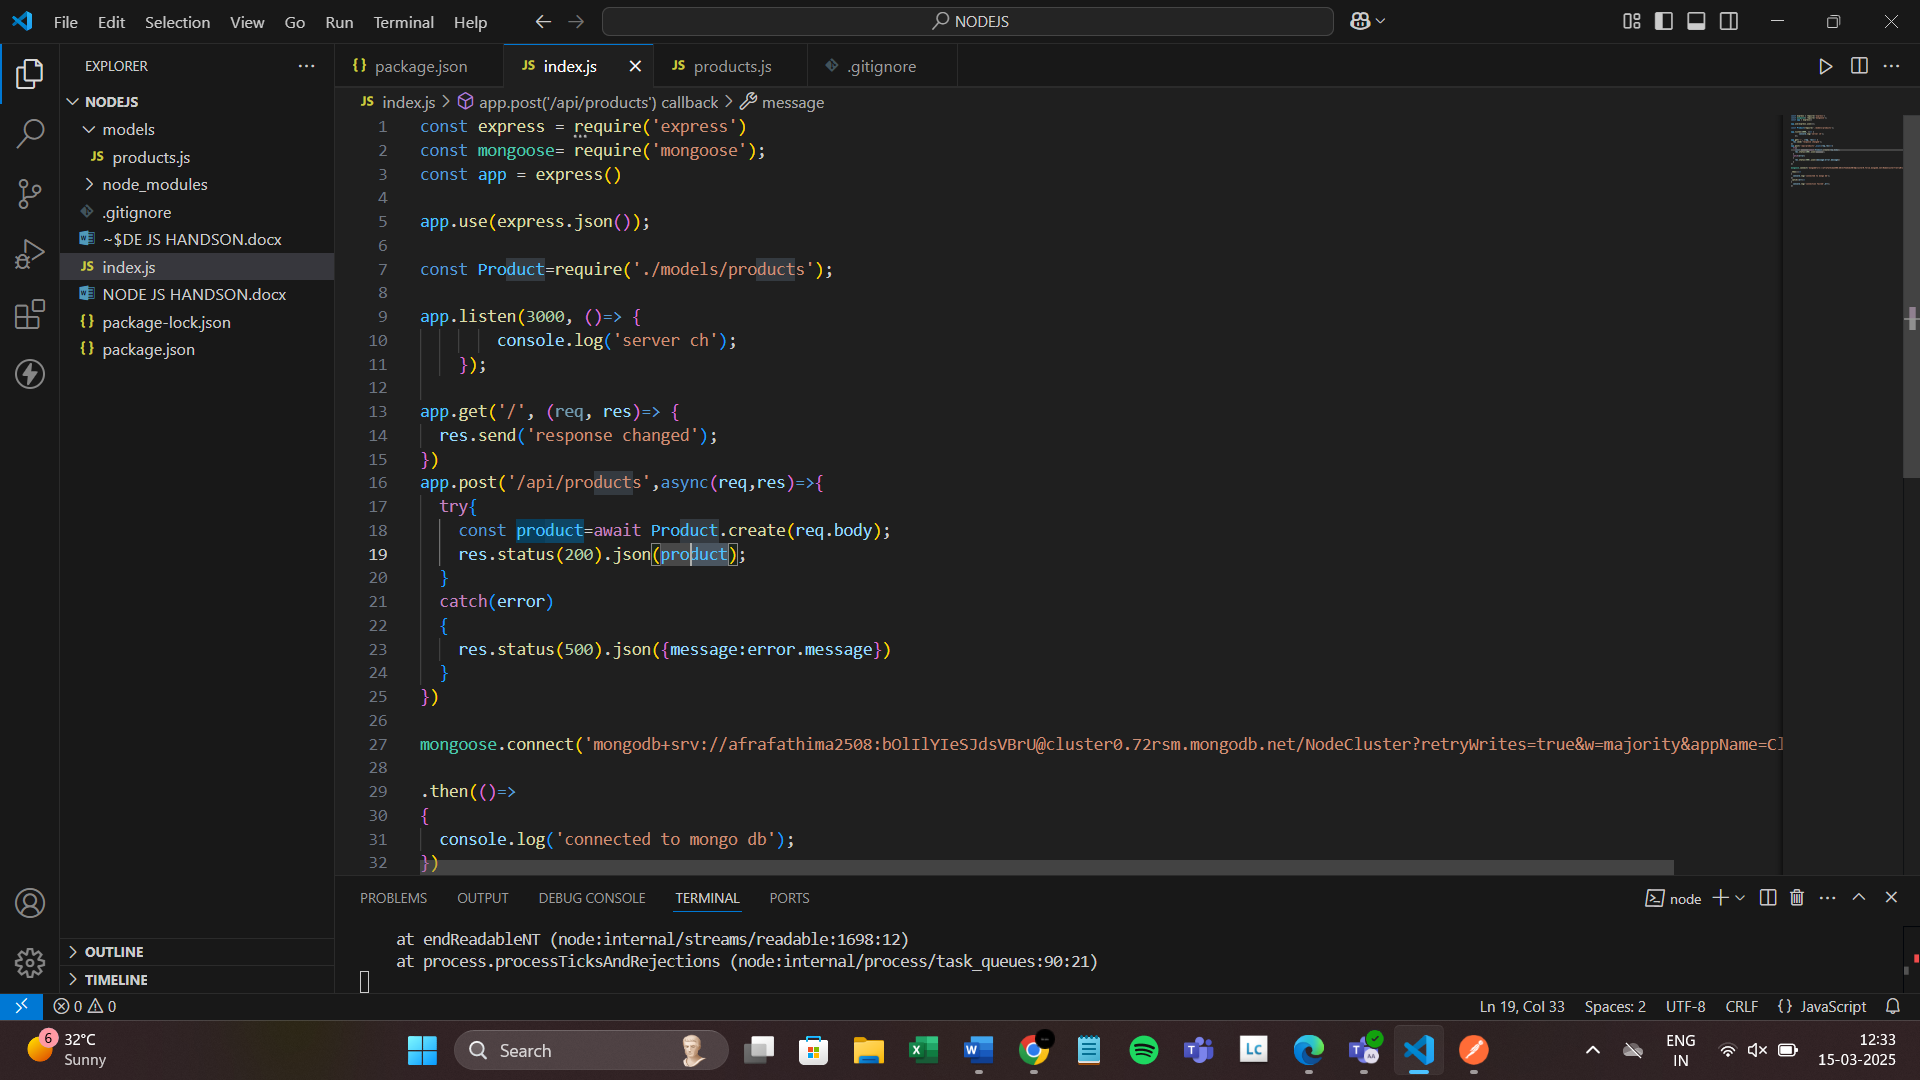 File Edit Selection View Go Run Terminal Help
NODEJS
EXPLORER
NODEJS
models
JS products.js
node_modules
.gitignore
~$DE JS HANDSON.docx
JS index.js
NODE JS HANDSON.docx
{} package-lock.json
{} package.json
OUTLINE
TIMELINE
{} package.json JS index.js JS products.js .gitignore
JS index.js > app.post('/api/products') callback > message
1 const express = require('express')
2 const mongoose= require('mongoose');
3 const app = express()
4
5 app.use(express.json());
6
7 const Product=require('./models/products');
8
9 app.listen(3000, ()=> {
10 console.log('server ch');
11 });
12
13 app.get('/', (req, res)=> {
14 res.send('response changed');
15 })
16 app.post('/api/products',async(req,res)=>{
17 try{
18 const product=await Product.create(req.body);
19 res.status(200).json(product);
20 }
21 catch(error)
22 {
23 res.status(500).json({message:error.message})
24 }
25 })
26
27 mongoose.connect('mongodb+srv://afrafathima2508:bOlIlYIeSJdsVBrU@cluster0.72rsm.mongodb.net/NodeCluster?retryWrites=true&w=majority&appName=Cl
28
29 .then(()=>
30 {
31 console.log('connected to mongo db');
32 })
PROBLEMS OUTPUT DEBUG CONSOLE TERMINAL PORTS
node
at endReadableNT (node:internal/streams/readable:1698:12)
at process.processTicksAndRejections (node:internal/process/task_queues:90:21)
0 0
Ln 19, Col 33 Spaces: 2 UTF-8 CRLF {} JavaScript
6
32°C
Sunny
Search
LC
ENG
IN
12:33
15-03-2025